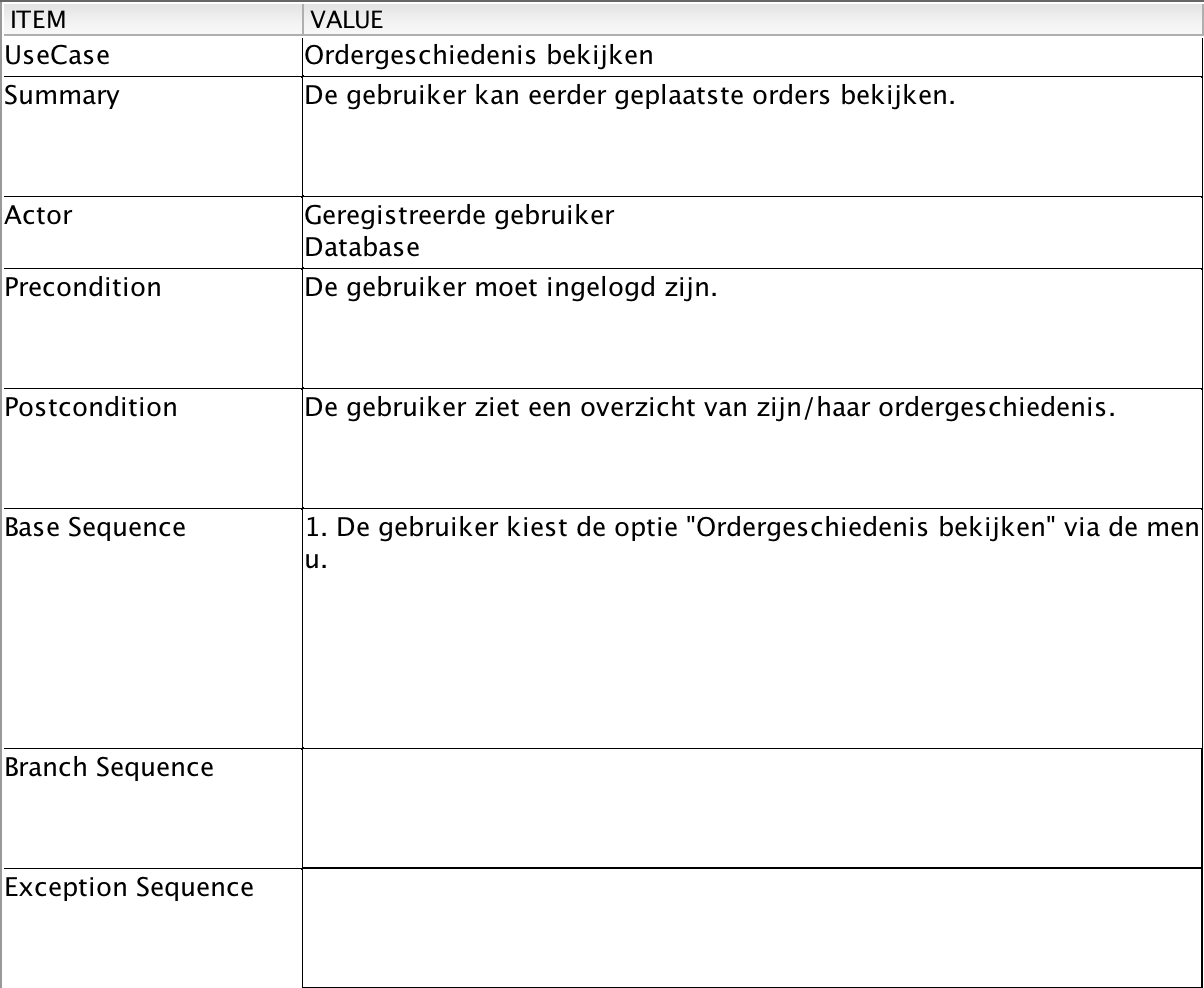 ITEM VALUE
UseCase Ordergeschiedenis bekijken
Summary De gebruiker kan eerder geplaatste orders bekijken.
Actor Geregistreerde gebruiker
Database
Precondition De gebruiker moet ingelogd zijn.
Postcondition De gebruiker ziet een overzicht van zijn/haar ordergeschiedenis.
Base Sequence 1. De gebruiker kiest de optie "Ordergeschiedenis bekijken" via de men
u.
Branch Sequence
Exception Sequence